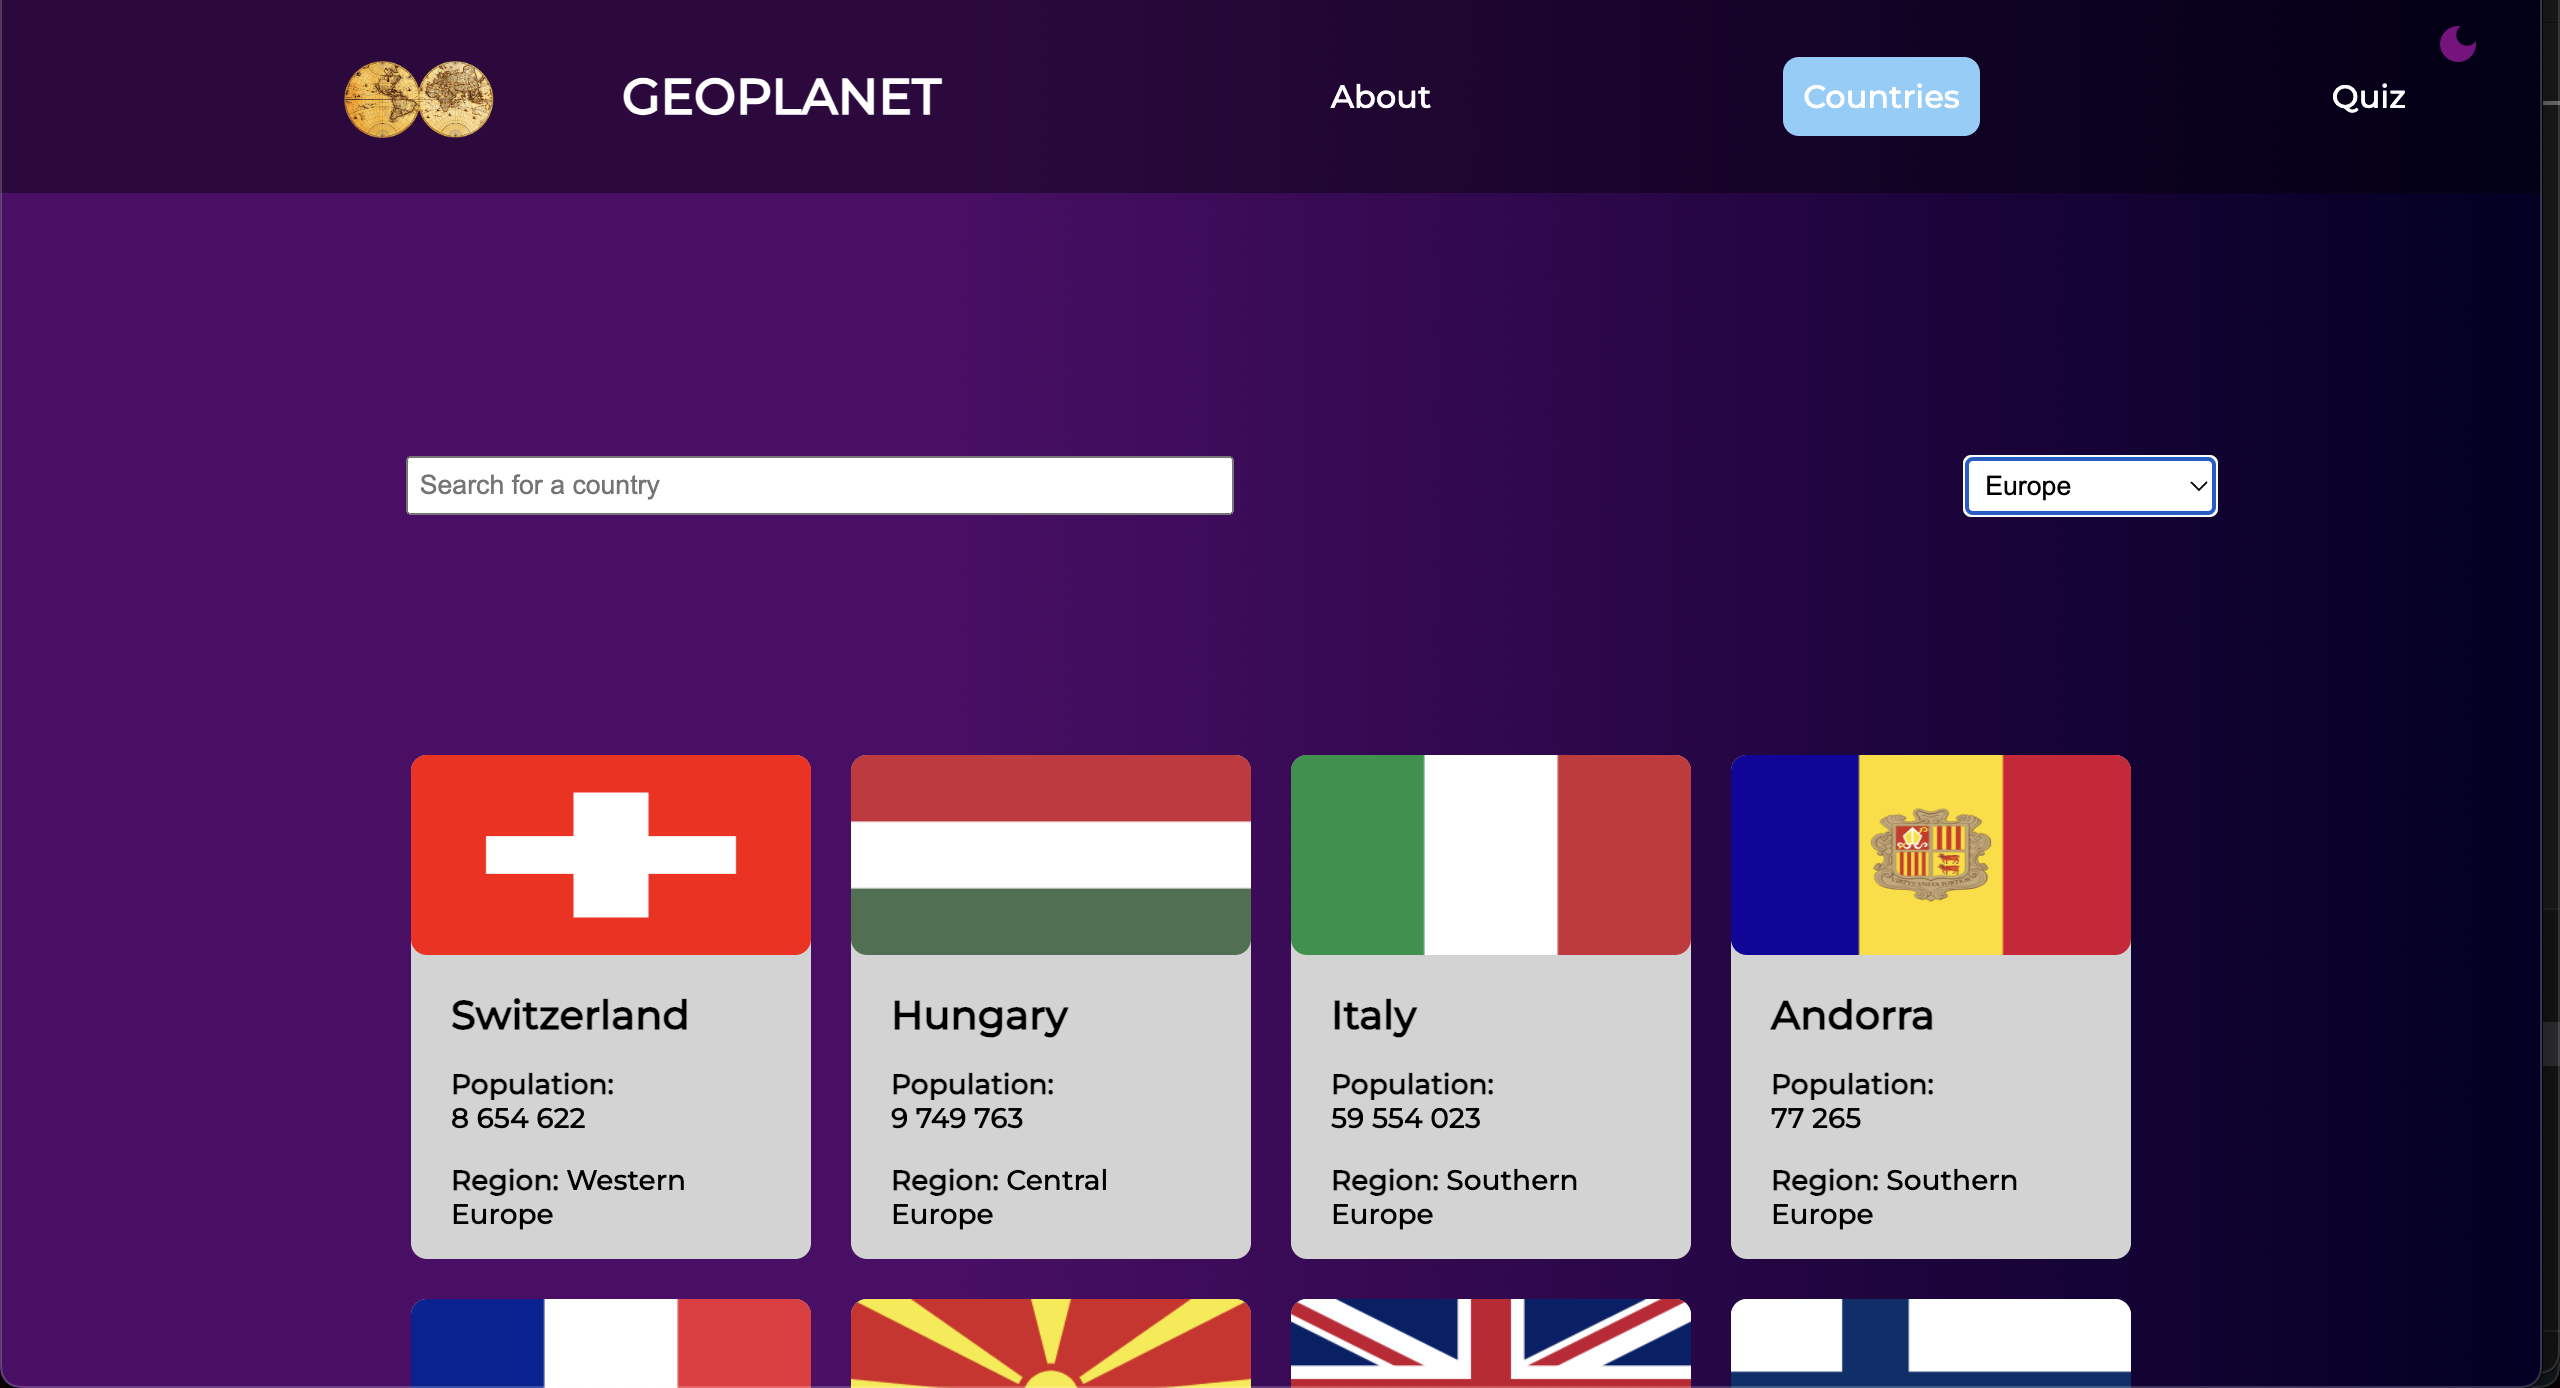 GEOPLANET
About
Countries
Quiz
Search for a country
Europe
Switzerland
Population:
8 654 622
Region: Western
Europe
Hungary
Population:
9 749 763
Region: Central
Europe
Italy
Population:
59 554 023
Region: Southern
Europe
Andorra
Population:
77 265
Region: Southern
Europe